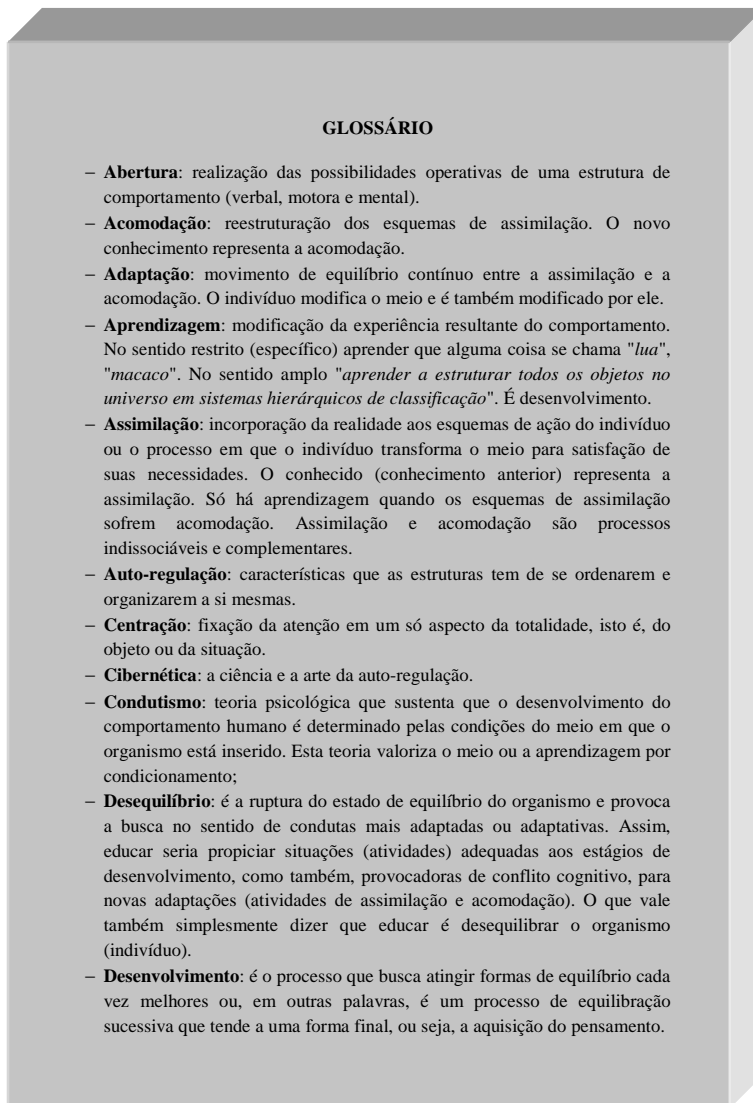 GLOSSÁRIO
– Abertura: realização das possibilidades operativas de uma estrutura de
comportamento (verbal, motora e mental).
– Acomodação: reestruturação dos esquemas de assimilação. O novo
conhecimento representa a acomodação.
– Adaptação: movimento de equilíbrio contínuo entre a assimilação e a
acomodação. O indivíduo modifica o meio e é também modificado por ele.
– Aprendizagem: modificação da experiência resultante do comportamento.
No sentido restrito (específico) aprender que alguma coisa se chama "lua",
"macaco". No sentido amplo "aprender a estruturar todos os objetos no
universo em sistemas hierárquicos de classificação". É desenvolvimento.
– Assimilação: incorporação da realidade aos esquemas de ação do indivíduo
ou o processo em que o indivíduo transforma o meio para satisfação de
suas necessidades. O conhecido (conhecimento anterior) representa a
assimilação. Só há aprendizagem quando os esquemas de assimilação
sofrem acomodação. Assimilação e acomodação são processos
indissociáveis e complementares.
– Auto-regulação: características que as estruturas tem de se ordenarem e
organizarem a si mesmas.
– Centração: fixação da atenção em um só aspecto da totalidade, isto é, do
objeto ou da situação.
– Cibernética: a ciência e a arte da auto-regulação.
– Condutismo: teoria psicológica que sustenta que o desenvolvimento do
comportamento humano é determinado pelas condições do meio em que o
organismo está inserido. Esta teoria valoriza o meio ou a aprendizagem por
condicionamento;
– Desequilíbrio: é a ruptura do estado de equilíbrio do organismo e provoca
a busca no sentido de condutas mais adaptadas ou adaptativas. Assim,
educar seria propiciar situações (atividades) adequadas aos estágios de
desenvolvimento, como também, provocadoras de conflito cognitivo, para
novas adaptações (atividades de assimilação e acomodação). O que vale
também simplesmente dizer que educar é desequilibrar o organismo
(indivíduo).
– Desenvolvimento: é o processo que busca atingir formas de equilíbrio cada
vez melhores ou, em outras palavras, é um processo de equilibração
sucessiva que tende a uma forma final, ou seja, a aquisição do pensamento.